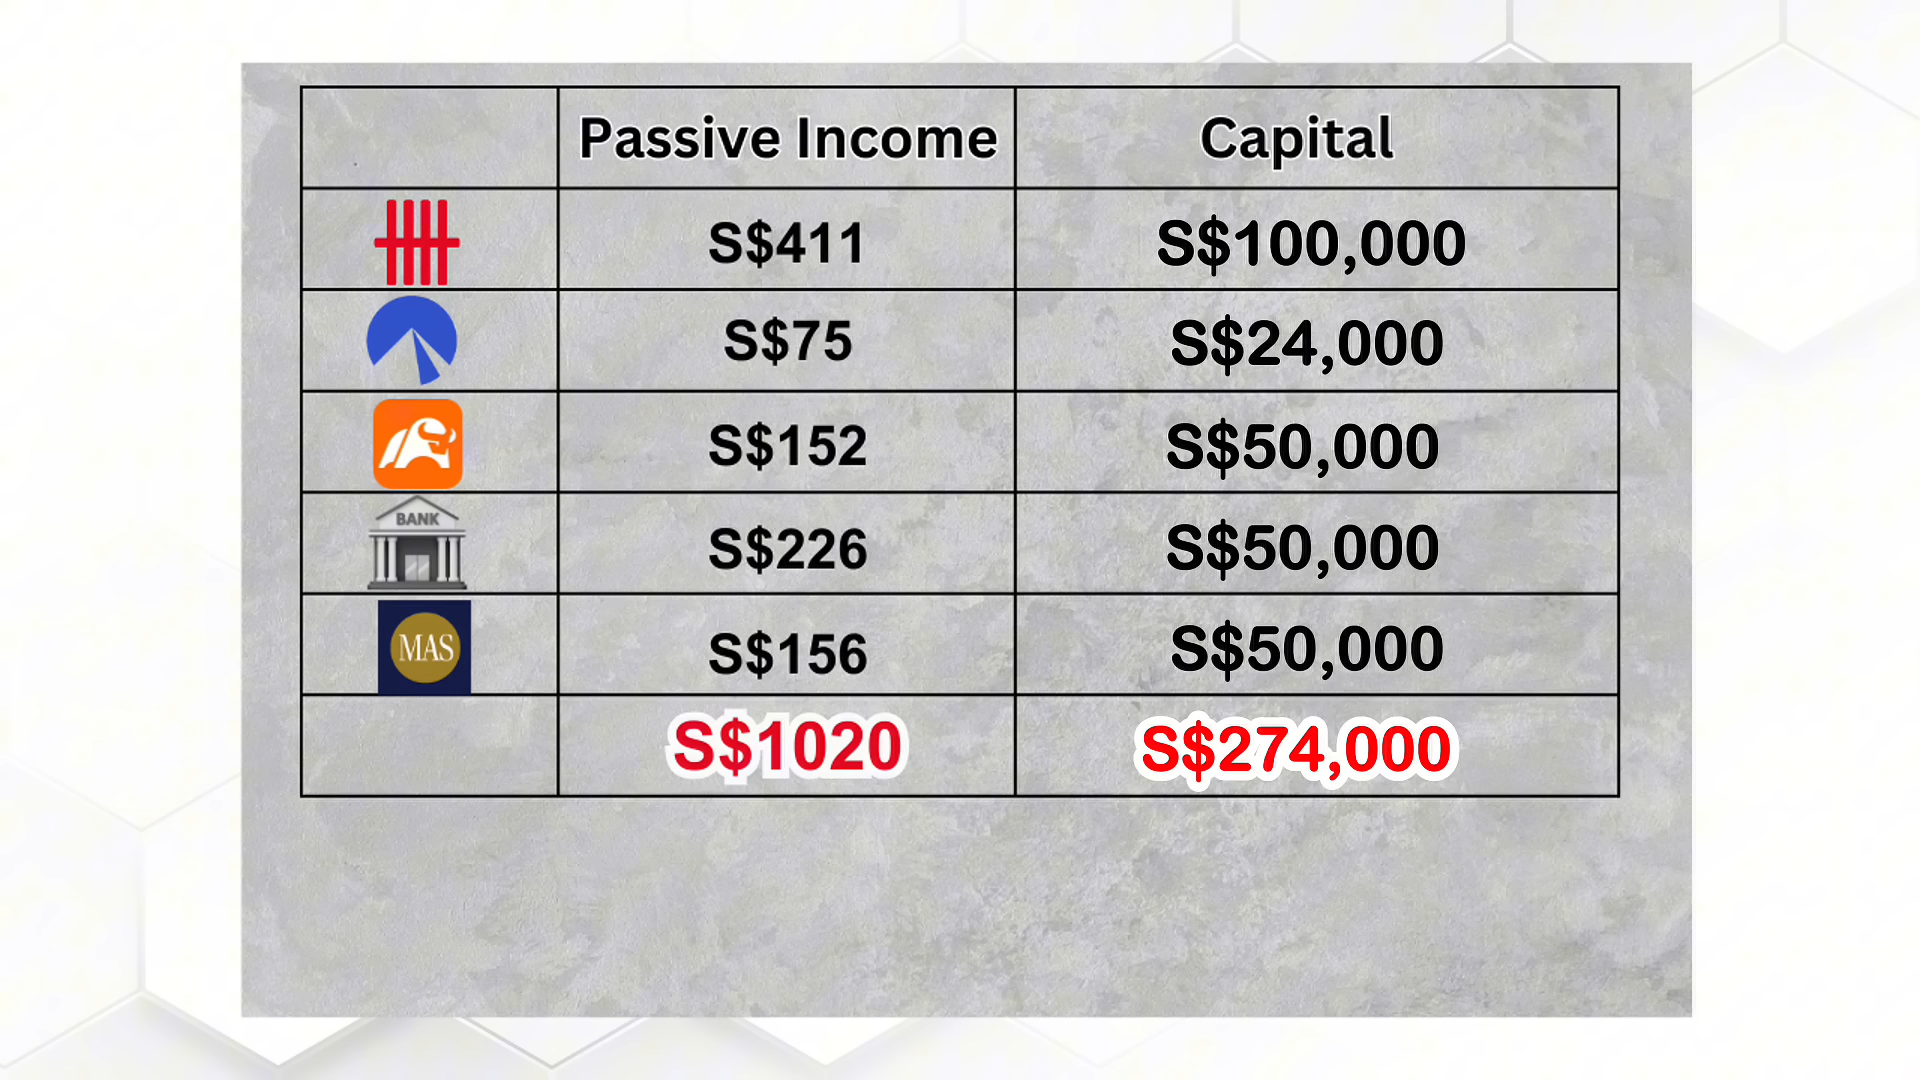 Passive Income Capital
S$411 S$100,000
S$75 S$24,000
S$152 S$50,000
BANK S$226 S$50,000
MAS S$156 S$50,000
S$1020 S$274,000